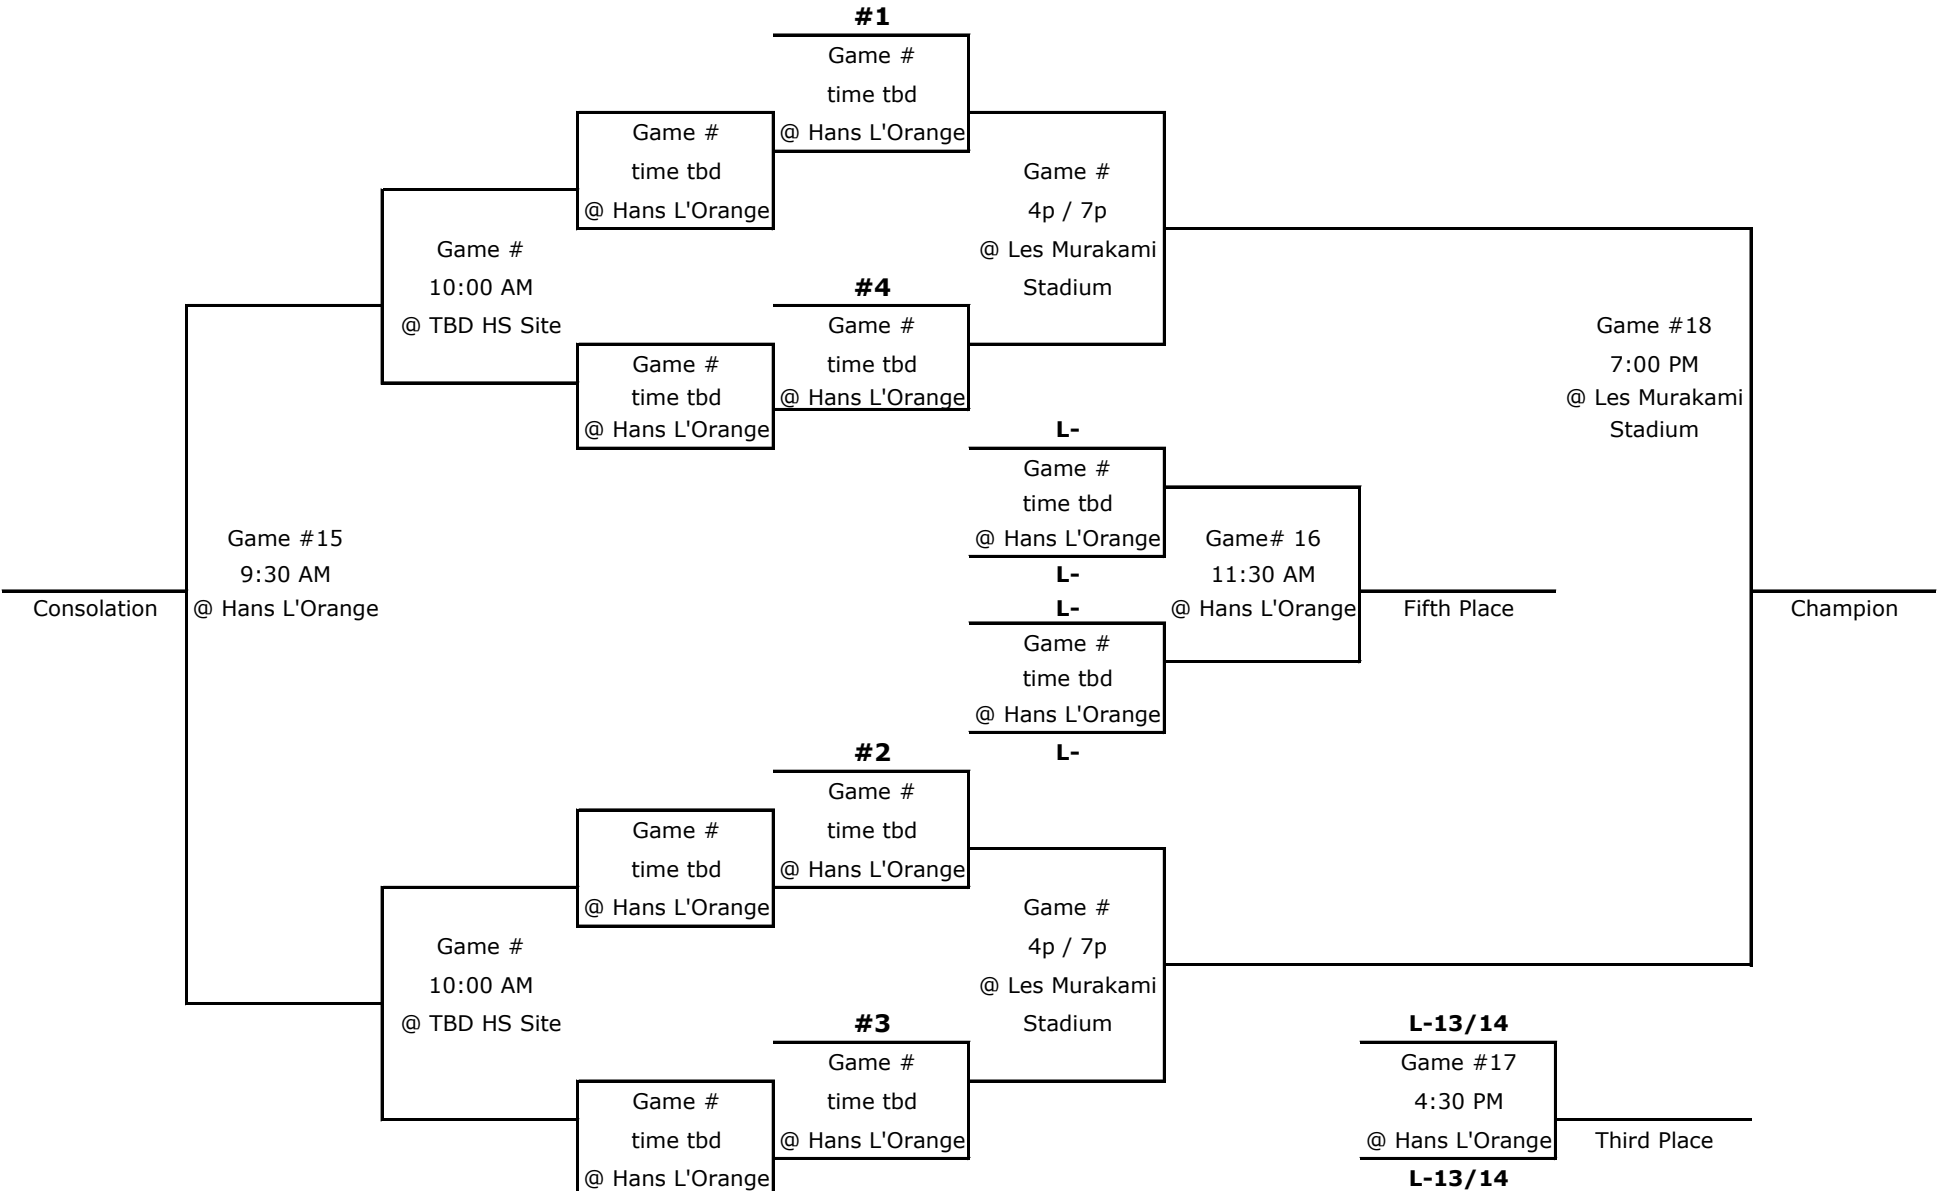 #1
Game #
time tbd
@ Hans L'Orange
Game #
time tbd
@ Hans L'Orange
Game #
4p / 7p
@ Les Murakami
Stadium
Game #
10:00 AM
@ TBD HS Site
#4
Game #
time tbd
@ Hans L'Orange
Game #
time tbd
@ Hans L'Orange
Game #18
7:00 PM
@ Les Murakami
Stadium
L-
Game #
time tbd
@ Hans L'Orange
L-
Game #15
9:30 AM
@ Hans L'Orange
Consolation
Game# 16
11:30 AM
@ Hans L'Orange
Fifth Place
Champion
L-
Game #
time tbd
@ Hans L'Orange
L-
#2
Game #
time tbd
@ Hans L'Orange
Game #
time tbd
@ Hans L'Orange
Game #
4p / 7p
@ Les Murakami
Stadium
Game #
10:00 AM
@ TBD HS Site
#3
Game #
time tbd
@ Hans L'Orange
Game #
time tbd
@ Hans L'Orange
L-13/14
Game #17
4:30 PM
@ Hans L'Orange
Third Place
L-13/14